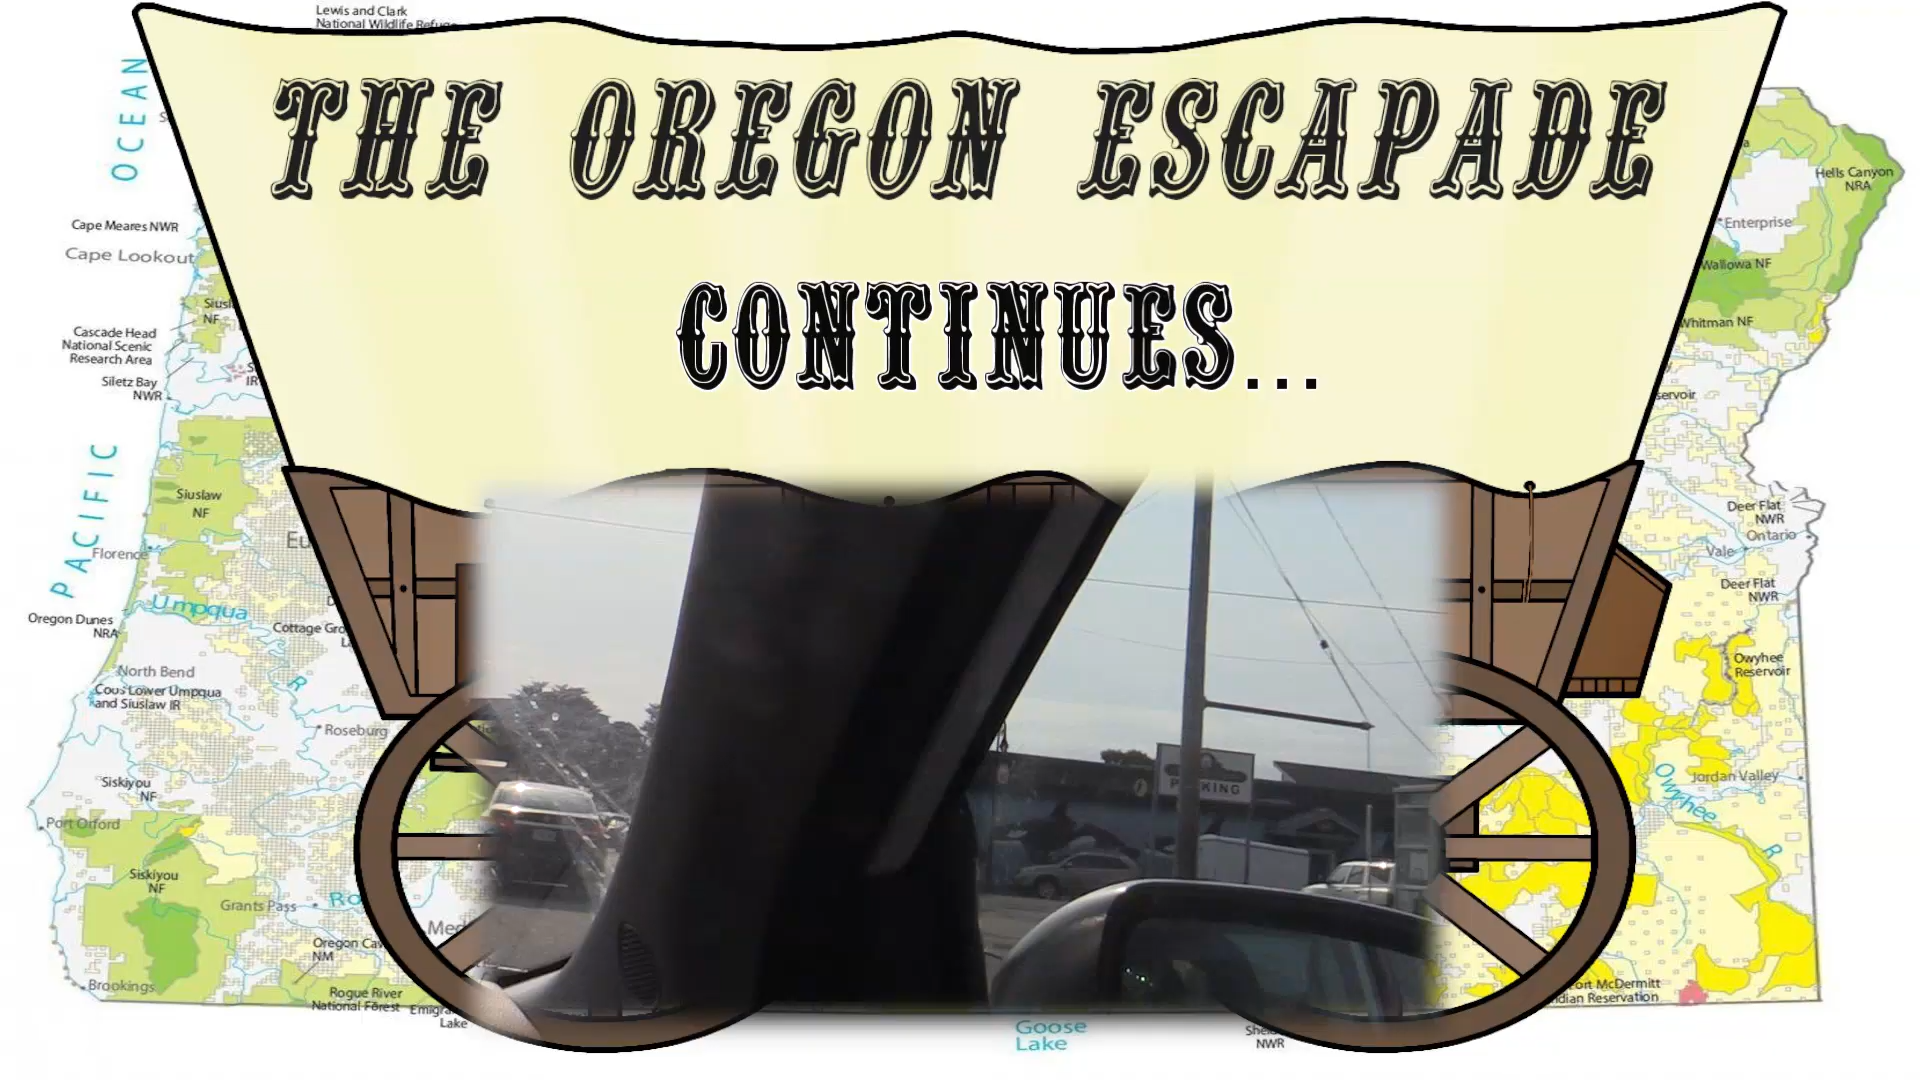 THE OREGON ESCAPADE
CONTINUES...
Lewis and Clark
National Wildlife Refuge
OCEAN
PACIFIC
Cape Meares NWR
Cape Lookout
NF
Cascade Head
National Scenic
Research Area
Siletz Bay
NWR
Siuslaw
NF
Florence
Umpqua
Oregon Dunes
NRA
Cottage
North Bend
Coos Lower Umpqua
and Siuslaw IR
R
Roseburg
Siskiyou
NF
Port Orford
Siskiyou
NF
Grants Pass
Oregon
NM
Brookings
Rogue River
National Forest
Lake
Goose
Lake
NWR
Hells Canyon
NRA
Enterprise
Wallowa NF
Whitman NF
Deer Flat
NWR
Ontario
Vale
Deer Flat
NWR
Owyhee
Reservoir
Jordan Valley
Owyhee
R
Fort McDermitt
Indian Reservation
PARKING